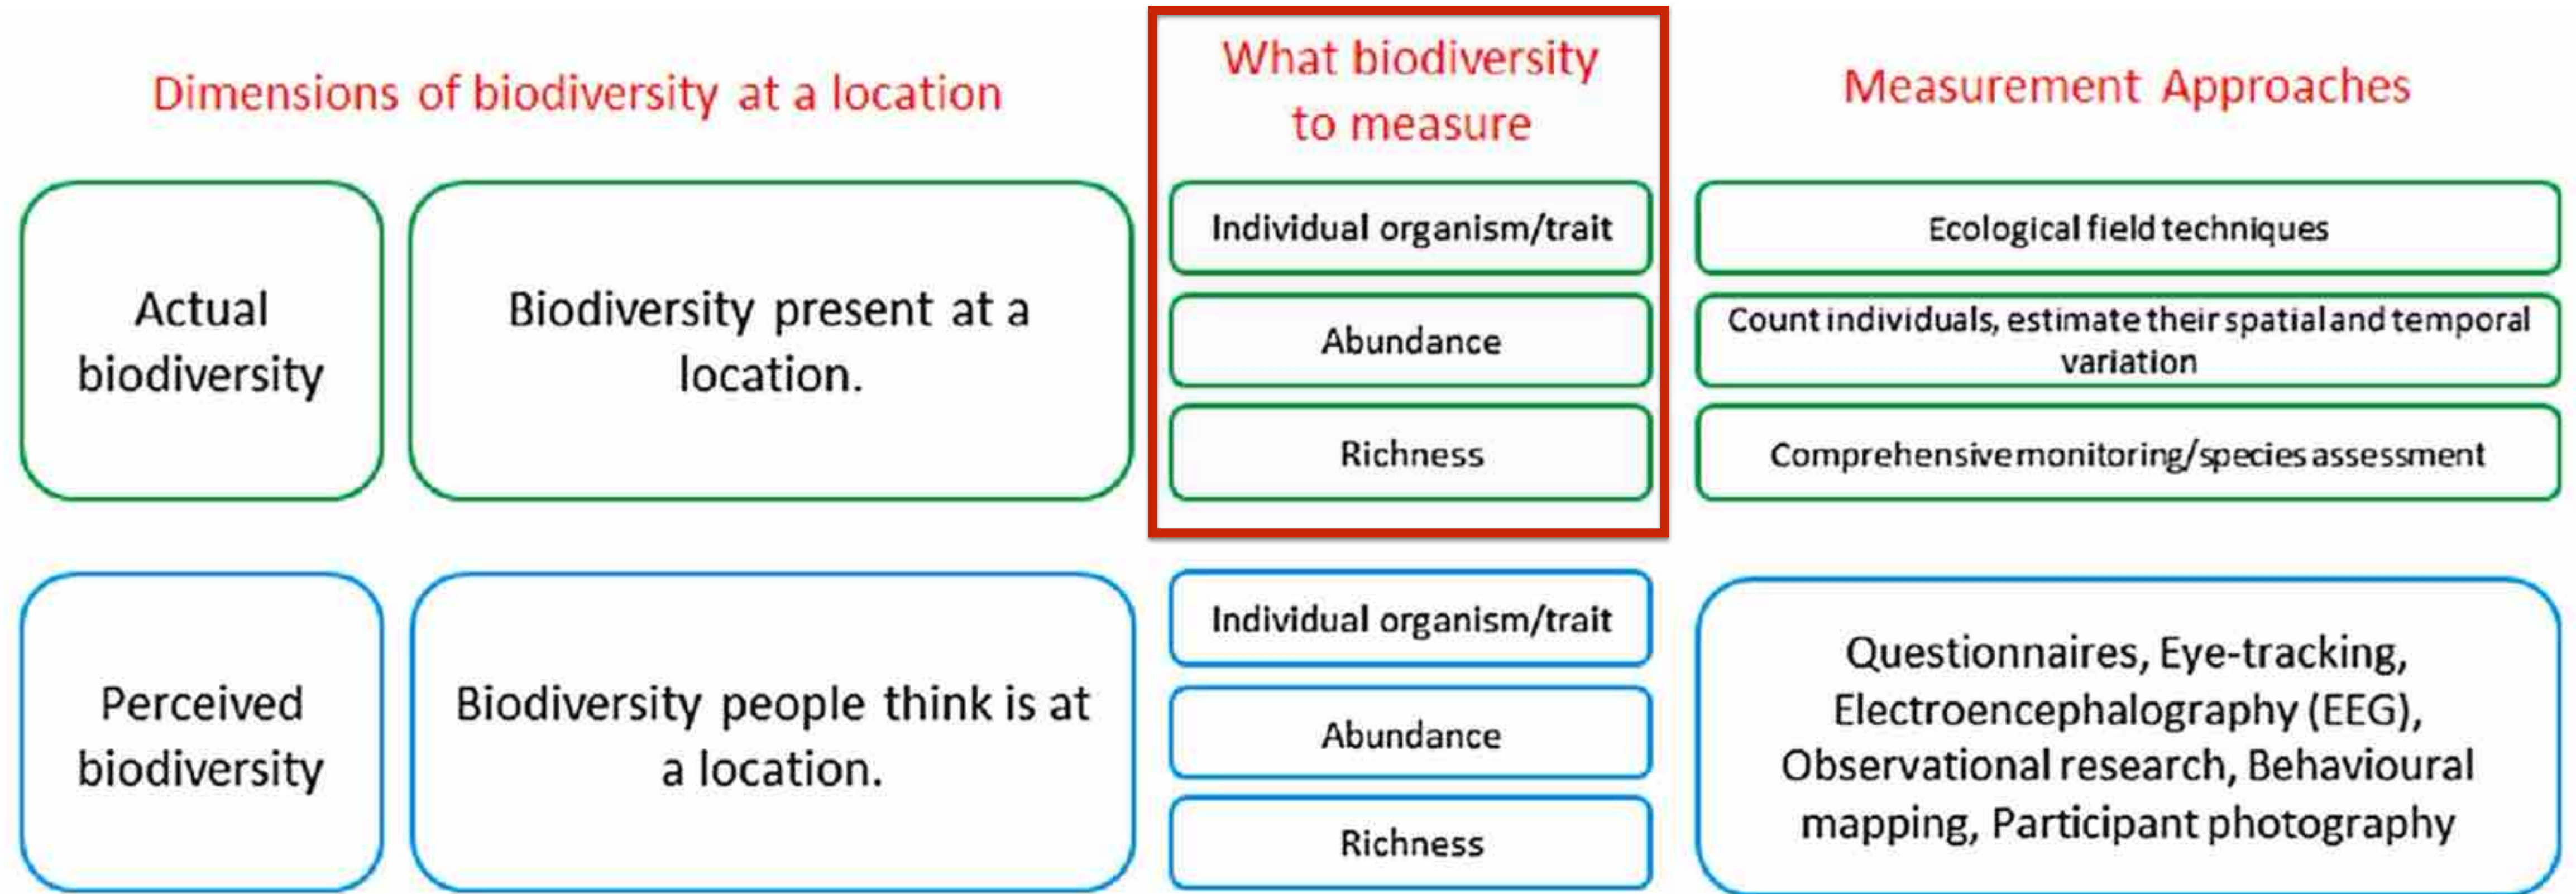 Dimensions of biodiversity at a location
What biodiversity
to measure
Measurement Approaches
Actual
biodiversity
Biodiversity present at a
location.
Individual organism/trait
Abundance
Richness
Ecological field techniques
Count individuals, estimate their spatial and temporal
variation
Comprehensive monitoring/species assessment
Perceived
biodiversity
Biodiversity people think is at
a location.
Individual organism/trait
Abundance
Richness
Questionnaires, Eye-tracking,
Electroencephalography (EEG),
Observational research, Behavioural
mapping, Participant photography